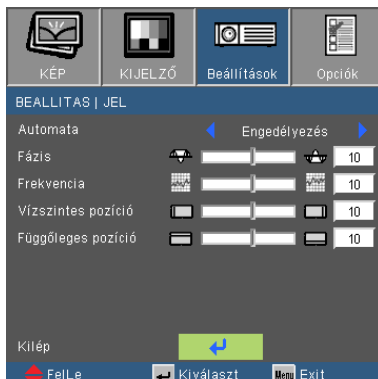 KÉP KIJELZŐ Beállítások Opciók
BEALLITAS | JEL
Automata Engedélyezés
Fázis 10
Frekvencia 10
Vízszintes pozíció 10
Függőleges pozíció 10
Kilép
FelLe Kiválaszt Menu Exit